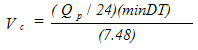 V c = ( Q p / 24)(minDT) / (7.48)